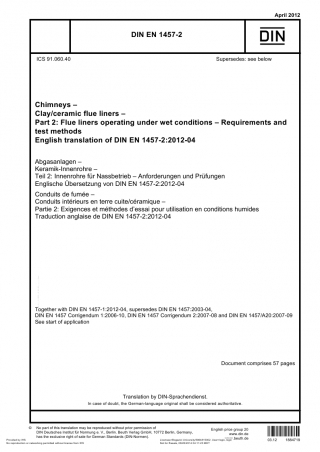 April 2012
DIN EN 1457-2
DIN
ICS 91.060.40
Supersedes: see below
Chimneys –
Clay/ceramic flue liners –
Part 2: Flue liners operating under wet conditions – Requirements and
test methods
English translation of DIN EN 1457-2:2012-04
Abgasanlagen –
Keramik-Innenrohre –
Teil 2: Innenrohre für Nassbetrieb – Anforderungen und Prüfungen
Englische Übersetzung von DIN EN 1457-2:2012-04
Conduits de fumée –
Conduits intérieurs en terre cuite/céramique –
Partie 2: Exigences et méthodes d'essai pour utilisation en conditions humides
Traduction anglaise de DIN EN 1457-2:2012-04
Together with DIN EN 1457-1:2012-04, supersedes DIN EN 1457:2003-04,
DIN EN 1457 Corrigendum 1:2006-10, DIN EN 1457 Corrigendum 2:2007-08 and DIN EN 1457/A20:2007-09
See start of application
Document comprises 57 pages
Translation by DIN-Sprachendienst.
In case of doubt, the German-language original shall be considered authoritative.
© No part of this translation may be reproduced without prior permission of
DIN Deutsches Institut für Normung e. V., Berlin. Beuth Verlag GmbH, 10772 Berlin, Germany,
has the exclusive right of sale for German Standards (DIN-Normen).
English price group 20
www.din.de
www.beuth.de
03.12